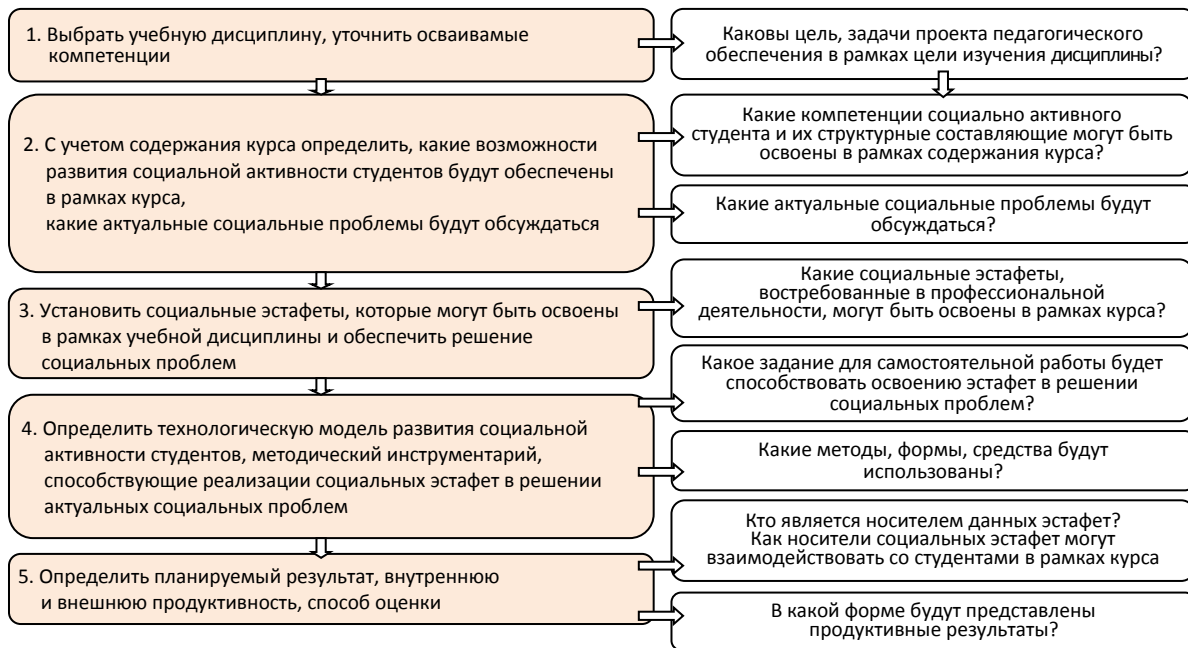 1. Выбрать учебную дисциплину, уточнить осваивамые
компетенции
Каковы цель, задачи проекта педагогического
обеспечения в рамках цели изучения дисциплины?
2. С учетом содержания курса определить, какие возможности
развития социальной активности студентов будут обеспечены
в рамках курса,
какие актуальные социальные проблемы будут обсуждаться
Какие компетенции социально активного
студента и их структурные составляющие могут быть
освоены в рамках содержания курса?
Какие актуальные социальные проблемы будут
обсуждаться?
3. Установить социальные эстафеты, которые могут быть освоены
в рамках учебной дисциплины и обеспечить решение
социальных проблем
Какие социальные эстафеты,
востребованные в профессиональной
деятельности, могут быть освоены в рамках курса?
4. Определить технологическую модель развития социальной
активности студентов, методический инструментарий,
способствующие реализации социальных эстафет в решении
актуальных социальных проблем
Какое задание для самостоятельной работы будет
способствовать освоению эстафет в решении
социальных проблем?
Какие методы, формы, средства будут
использованы?
5. Определить планируемый результат, внутреннюю
и внешнюю продуктивность, способ оценки
Кто является носителем данных эстафет?
Как носители социальных эстафет могут
взаимодействовать со студентами в рамках курса
В какой форме будут представлены
продуктивные результаты?